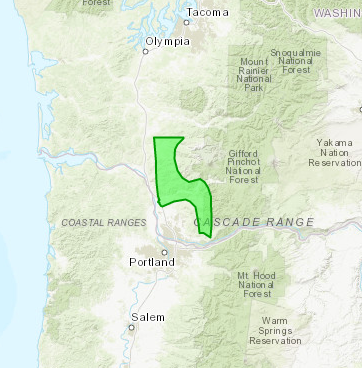 Forest
Tacoma
WASHIN
Olympia
Snoqualmie
National
Forest
Mount
Rainier
National
Park
Yakama
Nation
Reservation
Gifford
Pinchot
National
Forest
COASTAL RANGES
CASCADE RANGE
Portland
Mt. Hood
National
Forest
Salem
Warm
Springs
Reservation